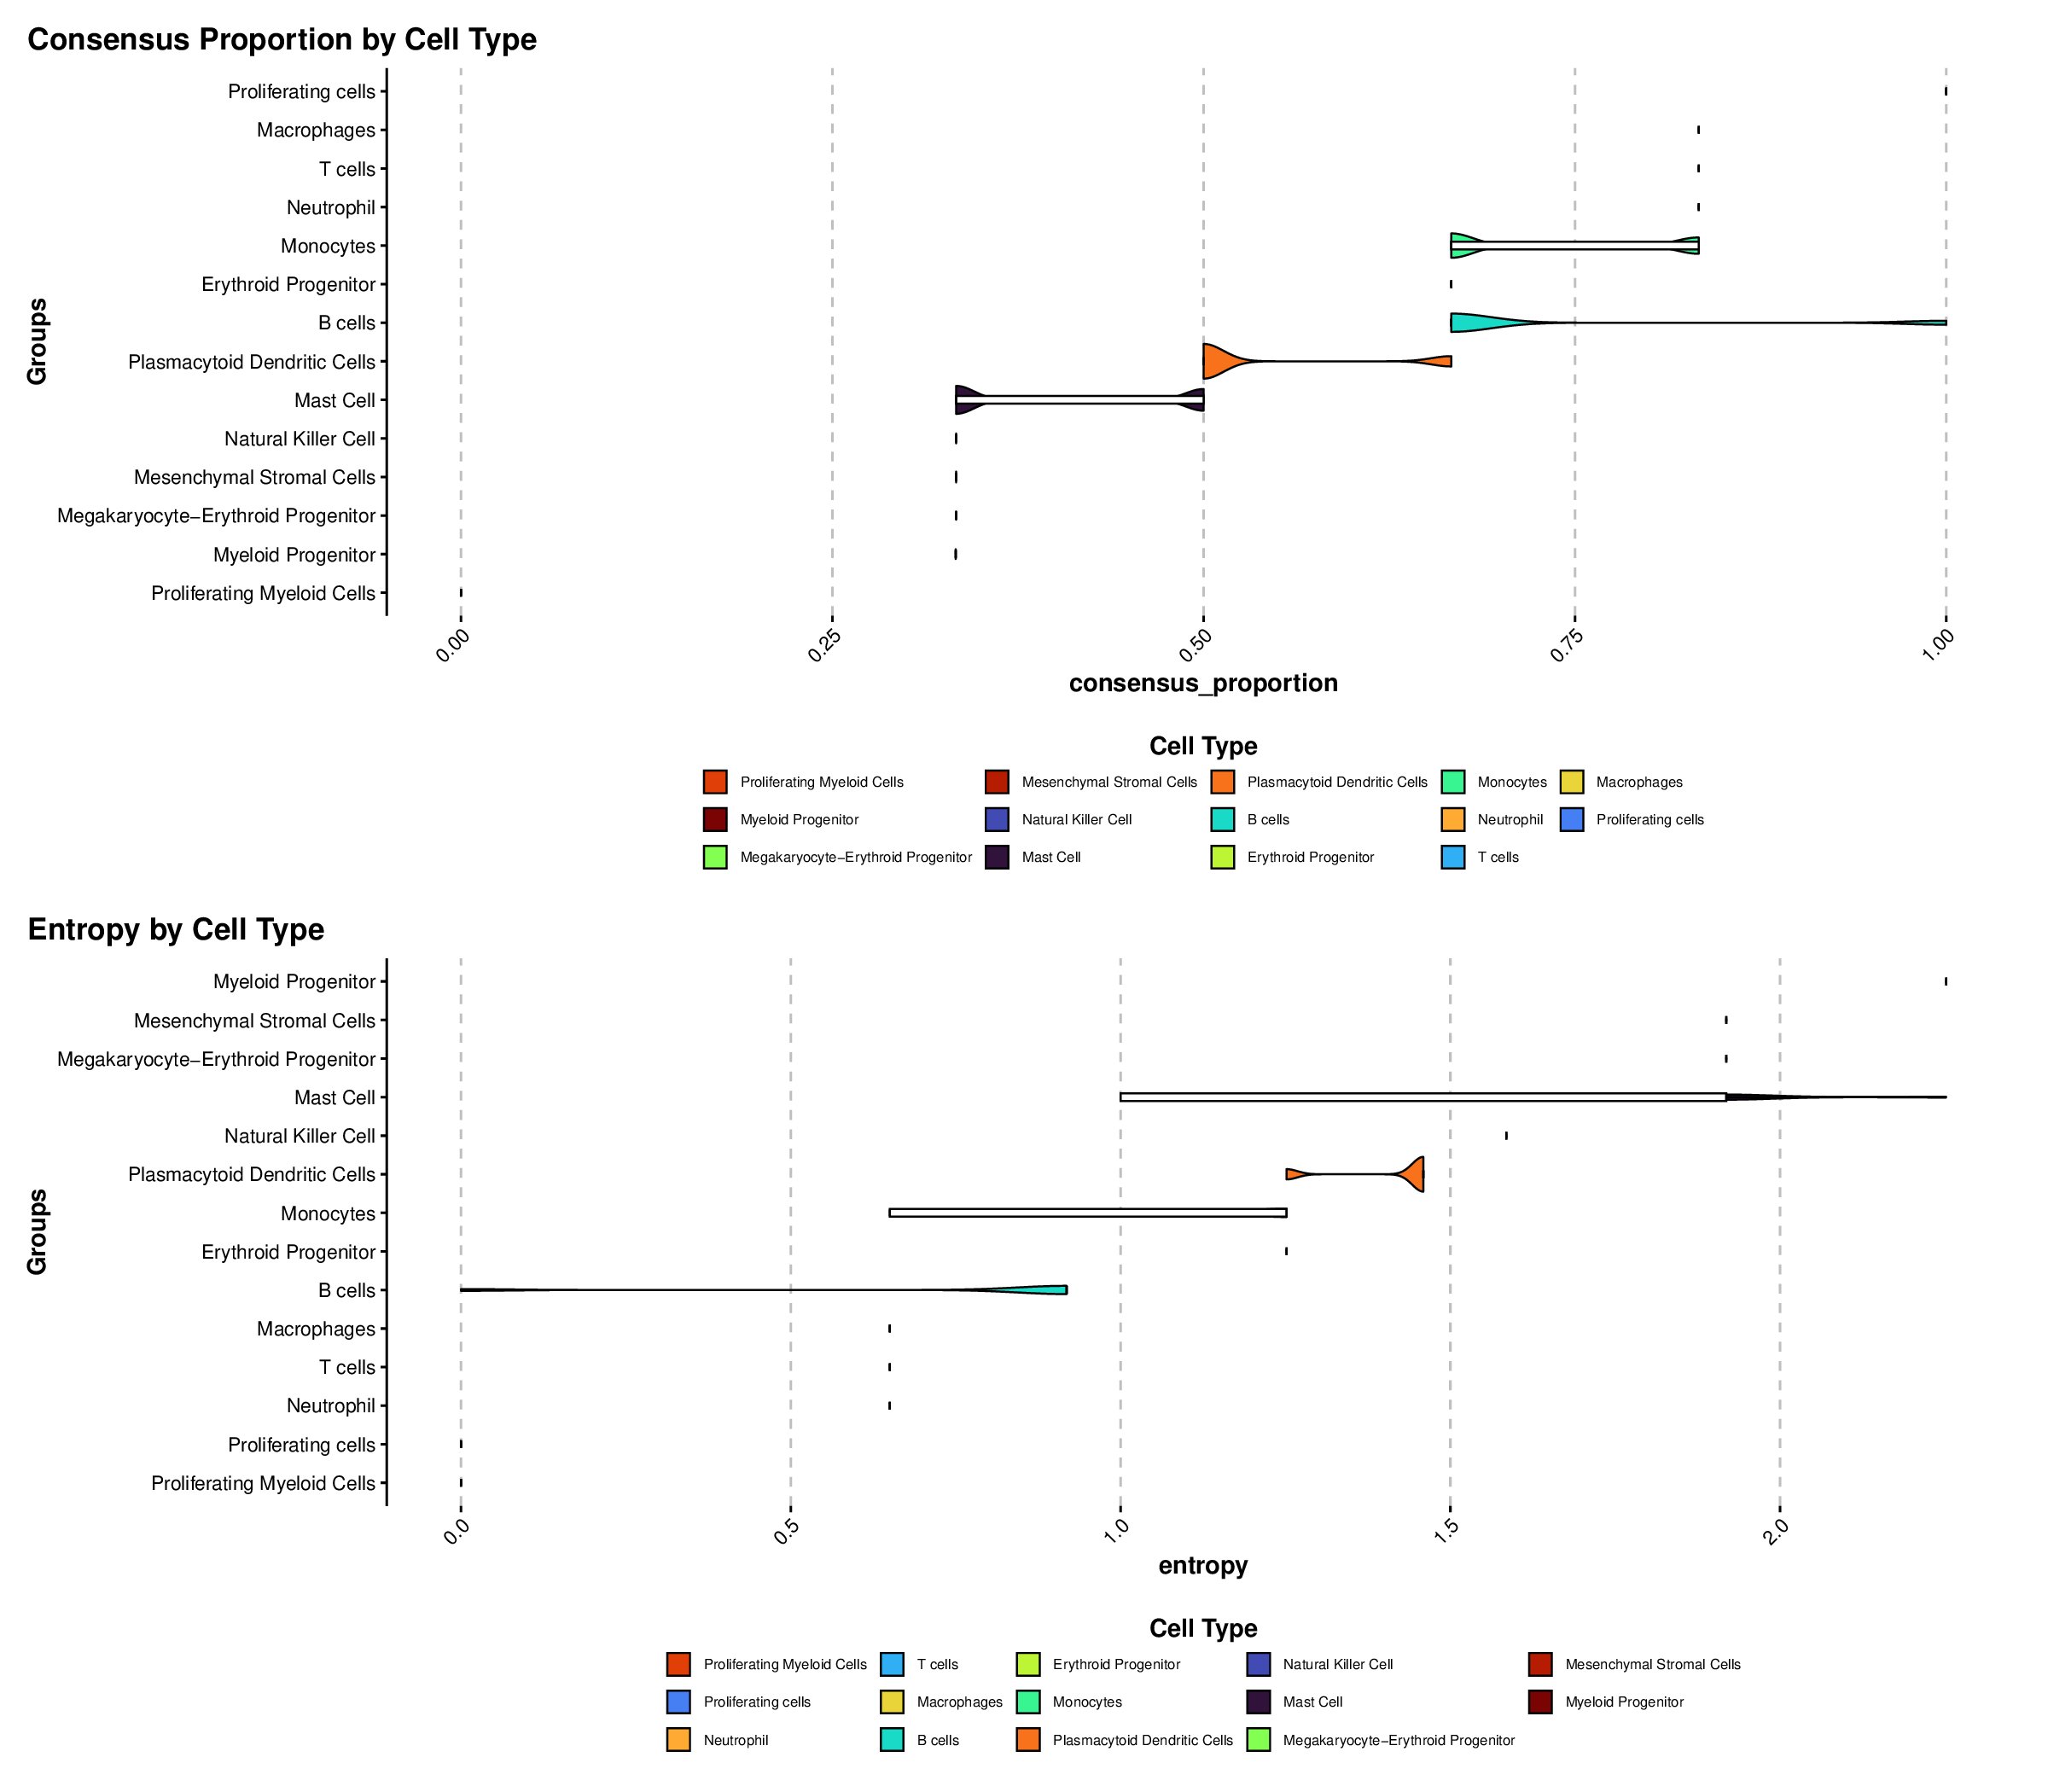 Consensus Proportion by Cell Type
Groups
Proliferating cells
Macrophages
T cells
Neutrophil
Monocytes
Erythroid Progenitor
B cells
Plasmacytoid Dendritic Cells
Mast Cell
Natural Killer Cell
Mesenchymal Stromal Cells
Megakaryocyte−Erythroid Progenitor
Myeloid Progenitor
Proliferating Myeloid Cells
0.00 0.25 0.50 0.75 1.00
consensus_proportion
Cell Type
Proliferating Myeloid Cells Mesenchymal Stromal Cells Plasmacytoid Dendritic Cells Monocytes Macrophages
Myeloid Progenitor Natural Killer Cell B cells Neutrophil Proliferating cells
Megakaryocyte−Erythroid Progenitor Mast Cell Erythroid Progenitor T cells
Entropy by Cell Type
Groups
Myeloid Progenitor
Mesenchymal Stromal Cells
Megakaryocyte−Erythroid Progenitor
Mast Cell
Natural Killer Cell
Plasmacytoid Dendritic Cells
Monocytes
Erythroid Progenitor
B cells
Macrophages
T cells
Neutrophil
Proliferating cells
Proliferating Myeloid Cells
0.0 0.5 1.0 1.5 2.0
entropy
Cell Type
Proliferating Myeloid Cells T cells Erythroid Progenitor Natural Killer Cell Mesenchymal Stromal Cells
Proliferating cells Macrophages Monocytes Mast Cell Myeloid Progenitor
Neutrophil B cells Plasmacytoid Dendritic Cells Megakaryocyte−Erythroid Progenitor